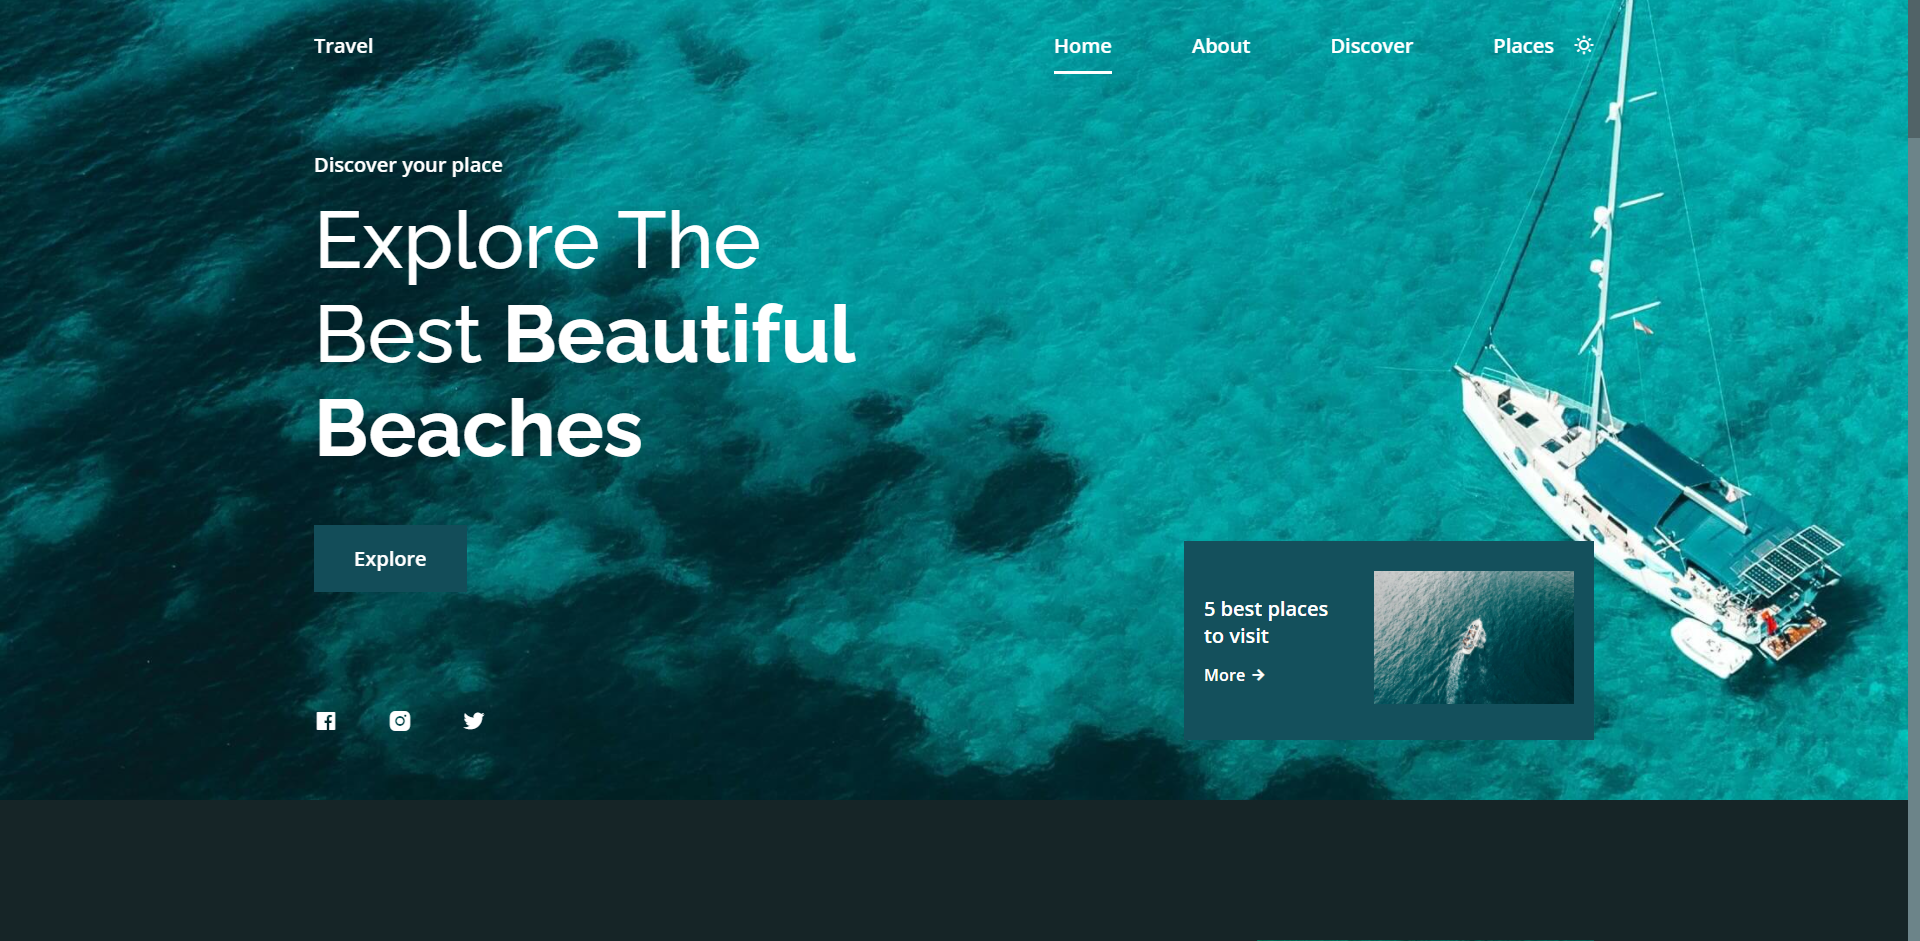 Travel
Home
About
Discover
Places
Discover your place
Explore The
Best Beautiful
Beaches
Explore
5 best places
to visit
More